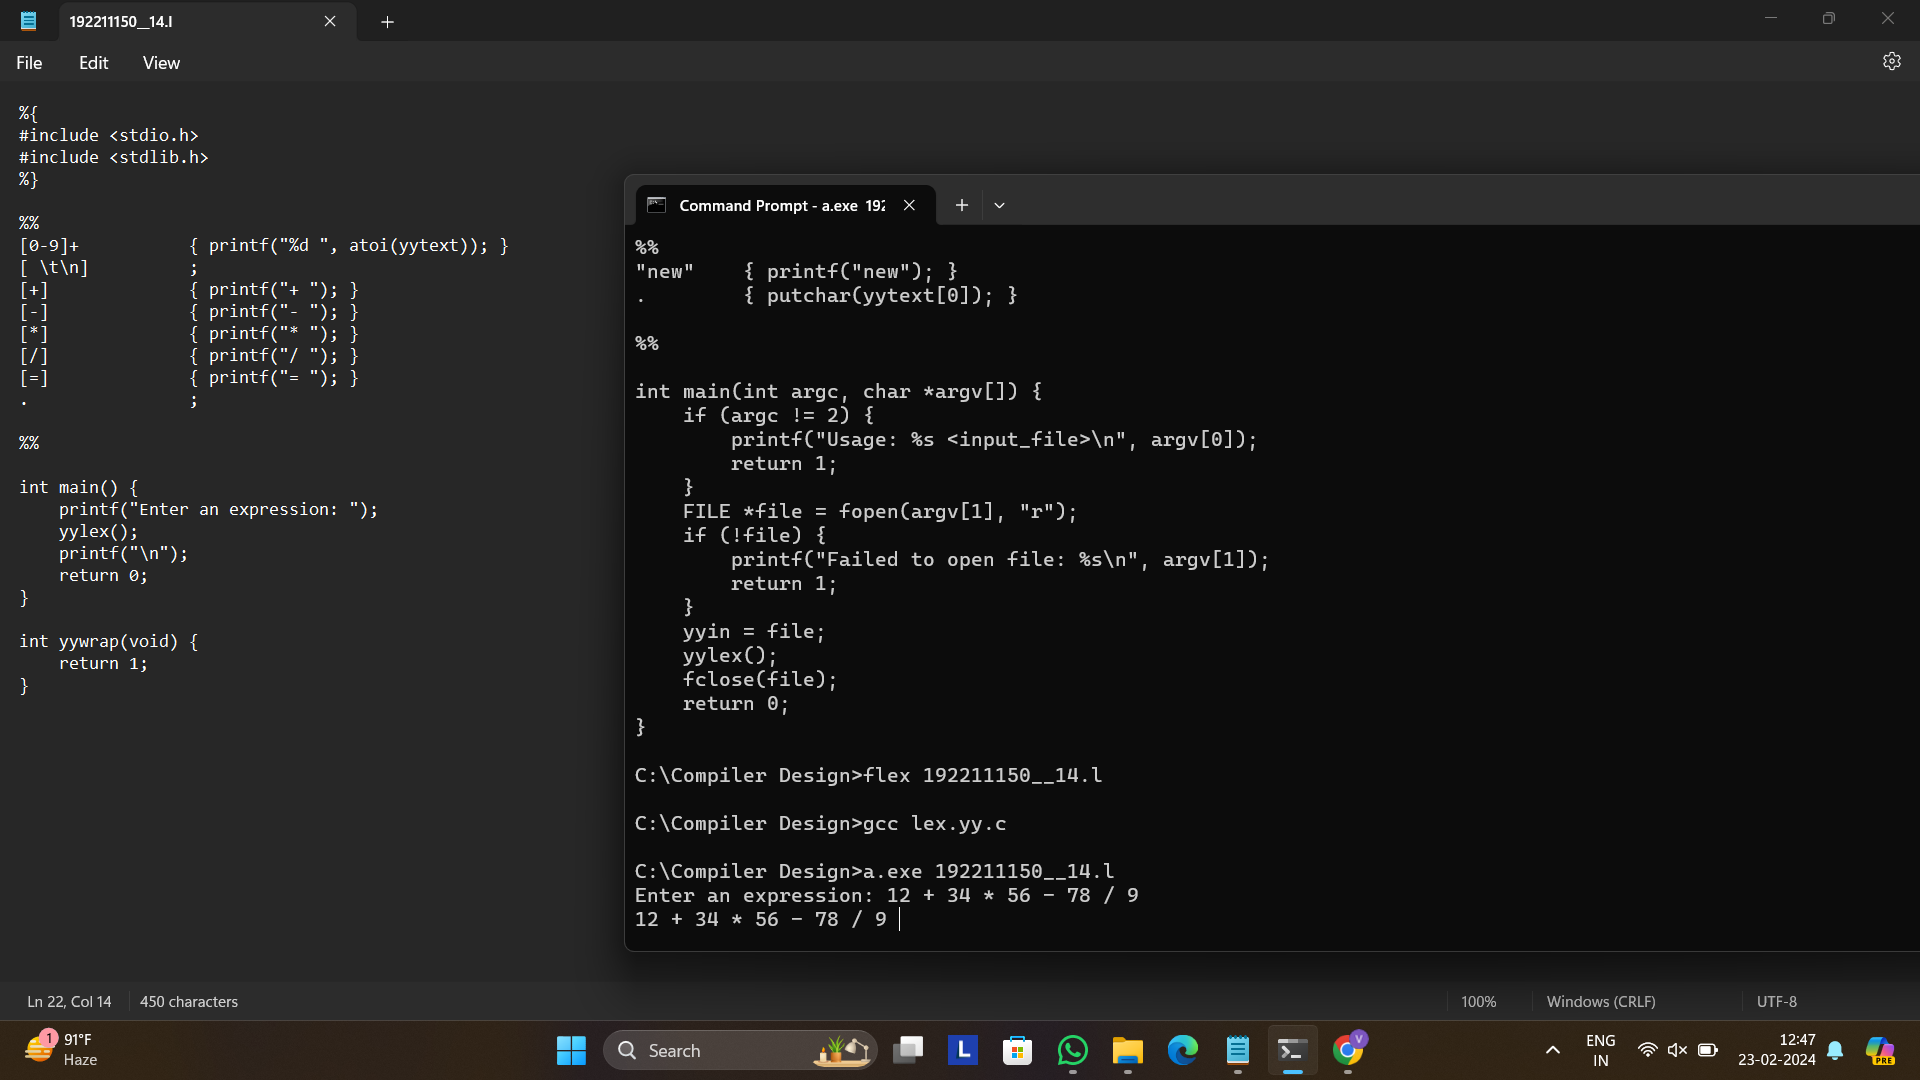 192211150__14.l
File Edit View
%{
#include <stdio.h>
#include <stdlib.h>
%}
%%
[0-9]+ { printf("%d ", atoi(yytext)); }
[ \t\n] ;
[+] { printf("+ "); }
[-] { printf("- "); }
[*] { printf("* "); }
[/] { printf("/ "); }
[=] { printf("= "); }
. ;
%%
int main() {
    printf("Enter an expression: ");
    yylex();
    printf("\n");
    return 0;
}
int yywrap(void) {
    return 1;
}
Command Prompt - a.exe 192
%%
"new" { printf("new"); }
. { putchar(yytext[0]); }
%%
int main(int argc, char *argv[]) {
    if (argc != 2) {
        printf("Usage: %s <input_file>\n", argv[0]);
        return 1;
    }
    FILE *file = fopen(argv[1], "r");
    if (!file) {
        printf("Failed to open file: %s\n", argv[1]);
        return 1;
    }
    yyin = file;
    yylex();
    fclose(file);
    return 0;
}
C:\Compiler Design>flex 192211150__14.l
C:\Compiler Design>gcc lex.yy.c
C:\Compiler Design>a.exe 192211150__14.l
Enter an expression: 12 + 34 * 56 - 78 / 9
12 + 34 * 56 - 78 / 9
Ln 22, Col 14 450 characters 100% Windows (CRLF) UTF-8
1
91°F
Haze
Search
L
V
ENG
IN
12:47
23-02-2024
PRE